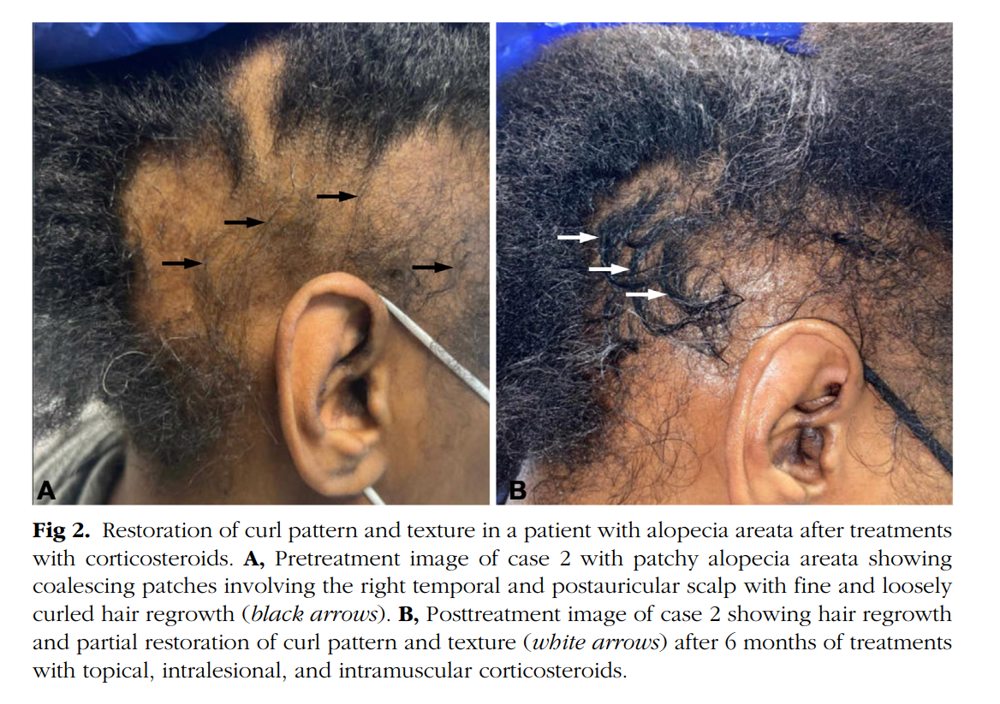 A
B
Fig 2. Restoration of curl pattern and texture in a patient with alopecia areata after treatments
with corticosteroids. A, Pretreatment image of case 2 with patchy alopecia areata showing
coalescing patches involving the right temporal and postauricular scalp with fine and loosely
curled hair regrowth (black arrows). B, Posttreatment image of case 2 showing hair regrowth
and partial restoration of curl pattern and texture (white arrows) after 6 months of treatments
with topical, intralesional, and intramuscular corticosteroids.